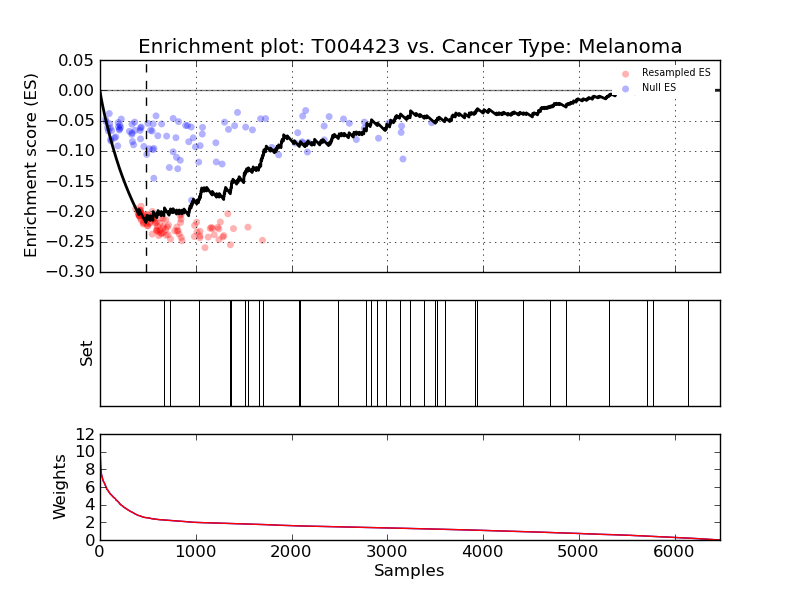 Enrichment plot: T004423 vs. Cancer Type: Melanoma
Enrichment score (ES)
0.05
0.00
−0.05
−0.10
−0.15
−0.20
−0.25
−0.30
Resampled ES
Null ES
Set
Weights
12
10
8
6
4
2
0
0 1000 2000 3000 4000 5000 6000
Samples